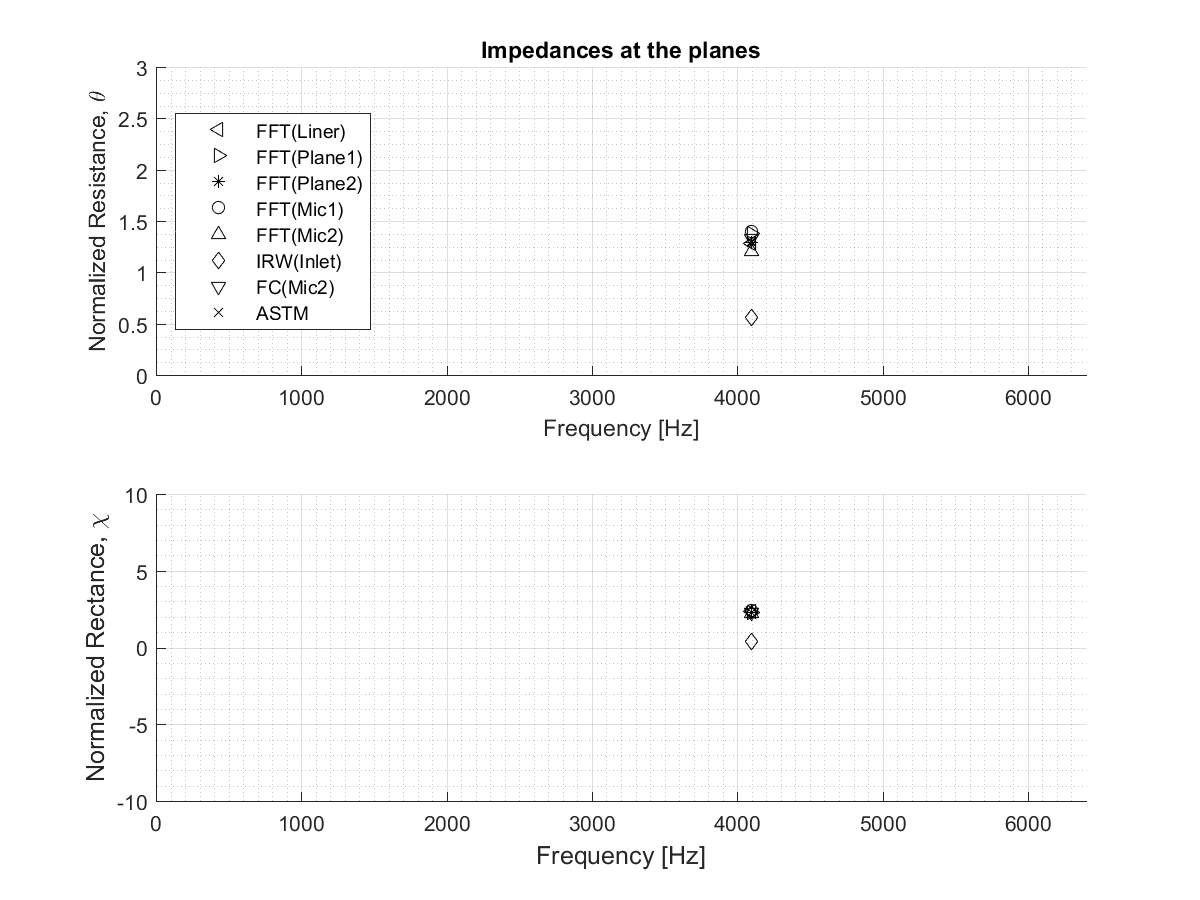 Impedances at the planes
Normalized Resistance, θ
3
2.5
2
1.5
1
0.5
0
FFT(Liner)
FFT(Plane1)
FFT(Plane2)
FFT(Mic1)
FFT(Mic2)
IRW(Inlet)
FC(Mic2)
ASTM
0 1000 2000 3000 4000 5000 6000
Frequency [Hz]
Normalized Rectance, χ
10
5
0
-5
-10
0 1000 2000 3000 4000 5000 6000
Frequency [Hz]